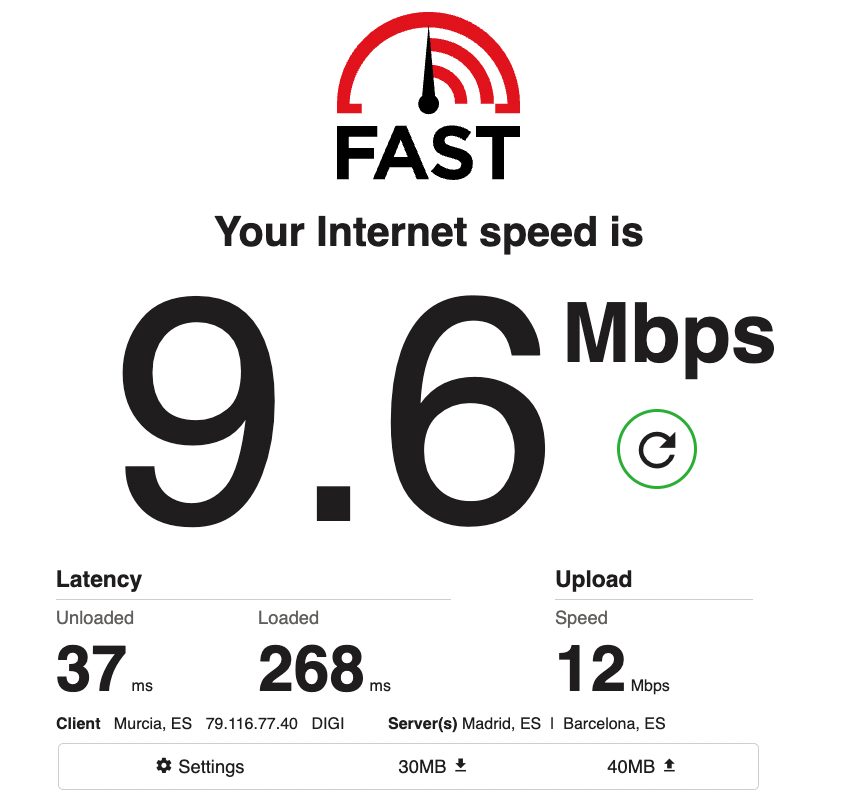 FAST
Your Internet speed is
9.6 Mbps
Latency
Upload
Unloaded Loaded Speed
37 ms 268 ms 12 Mbps
Client Murcia, ES 79.116.77.40 DIGI Server(s) Madrid, ES | Barcelona, ES
Settings 30MB 40MB